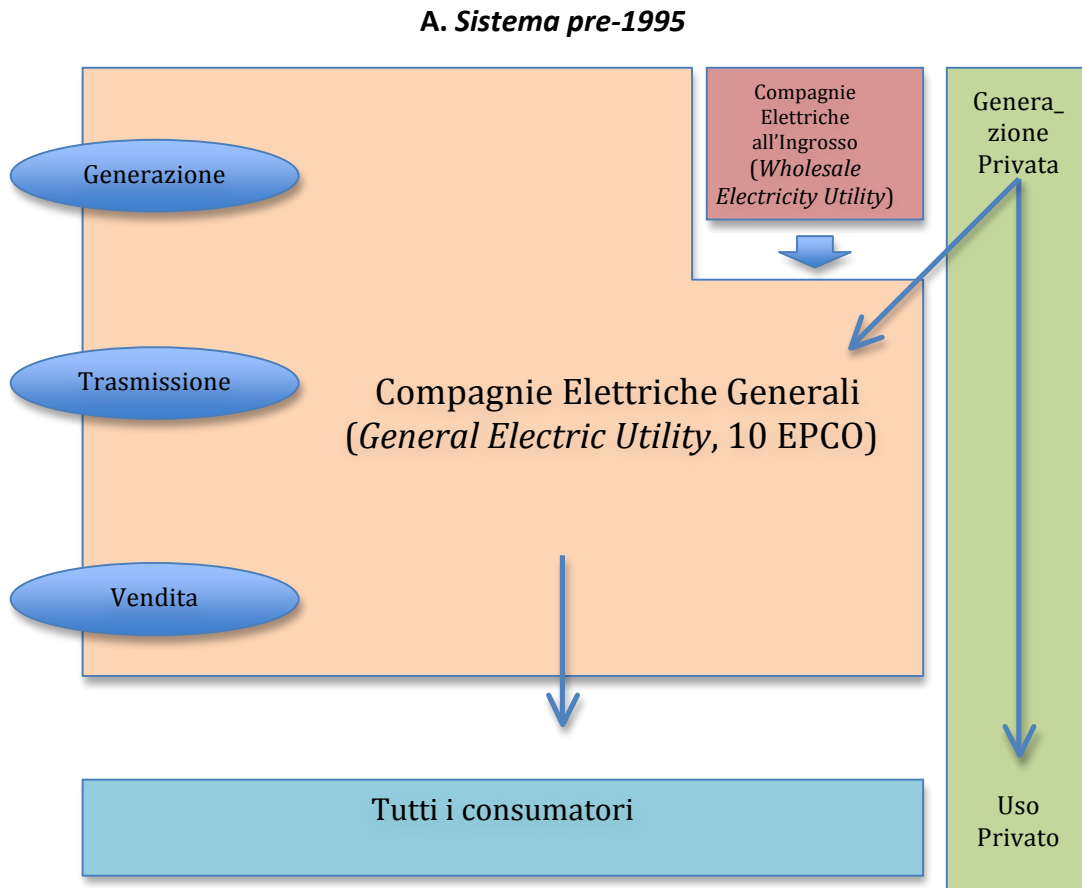 A. Sistema pre-1995
Compagnie
Elettriche
all'Ingrosso
(Wholesale
Electricity Utility)
Genera_
zione
Privata
Generazione
Trasmissione
Compagnie Elettriche Generali
(General Electric Utility, 10 EPCO)
Vendita
Tutti i consumatori
Uso
Privato